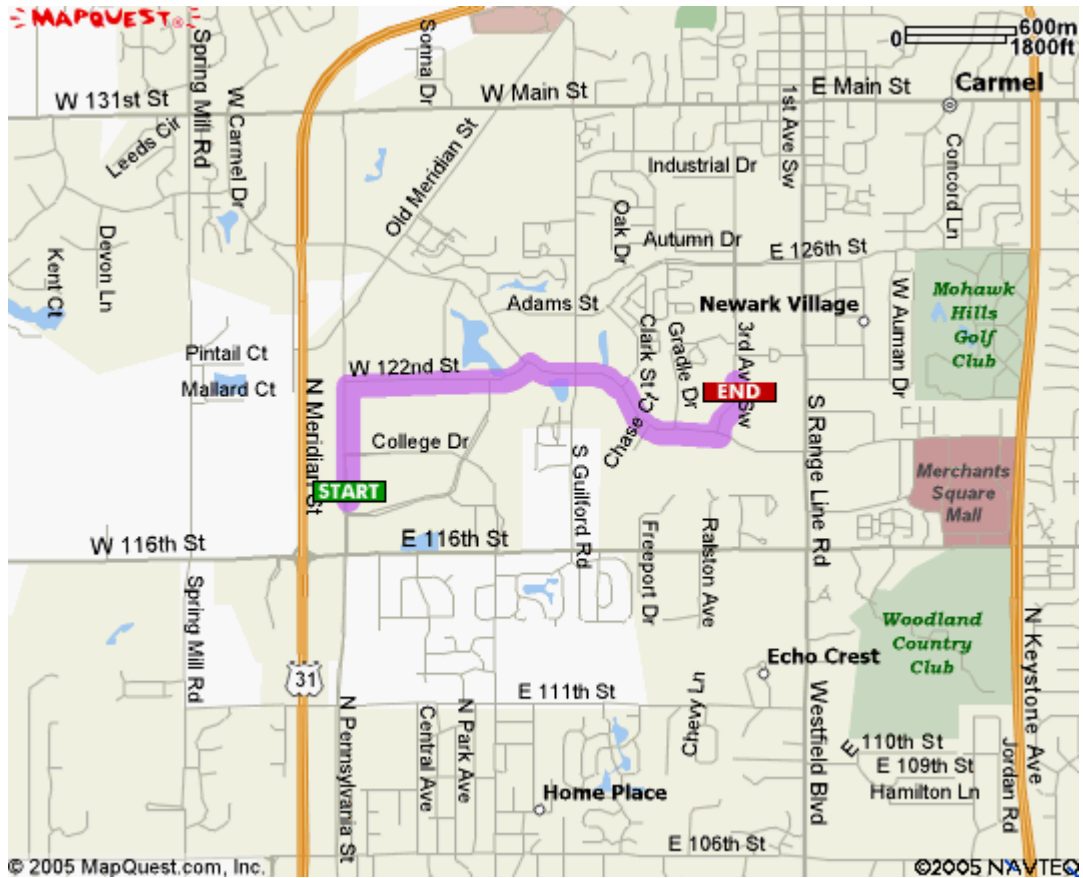 MAPQUEST
600m
0
1800ft
Sonna Dr
Spring Mill Rd
W 131st St
W Main St
E Main St
Carmel
W Carmel Dr
Leeds Cir
1st Ave Sw
Old Meridian St
Industrial Dr
Concord Ln
Oak Dr
Autumn Dr
E 126th St
Devon Ln
Kent Ct
Adams St
Newark Village
W Auman Dr
Mohawk
Hills
Golf
Club
Pintail Ct
Mallard Ct
W 122nd St
Clark St
Gradle Dr
3rd Av Sw
END
N Meridian St
College Dr
Chase Ct
S Guilford Rd
S Range Line Rd
START
Merchants
Square
Mall
W 116th St
E 116th St
Freeport Dr
Ralston Ave
Spring Mill Rd
Woodland
Country
Club
N Keystone Ave
31
Echo Crest
E 111th St
Chevy Ln
Westfield Blvd
N Pennsylvania St
Central Ave
N Park Ave
E 110th St
E 109th St
Hamilton Ln
Jordan Rd
Home Place
E 106th St
© 2005 MapQuest.com, Inc.
©2005 NAVTEQ